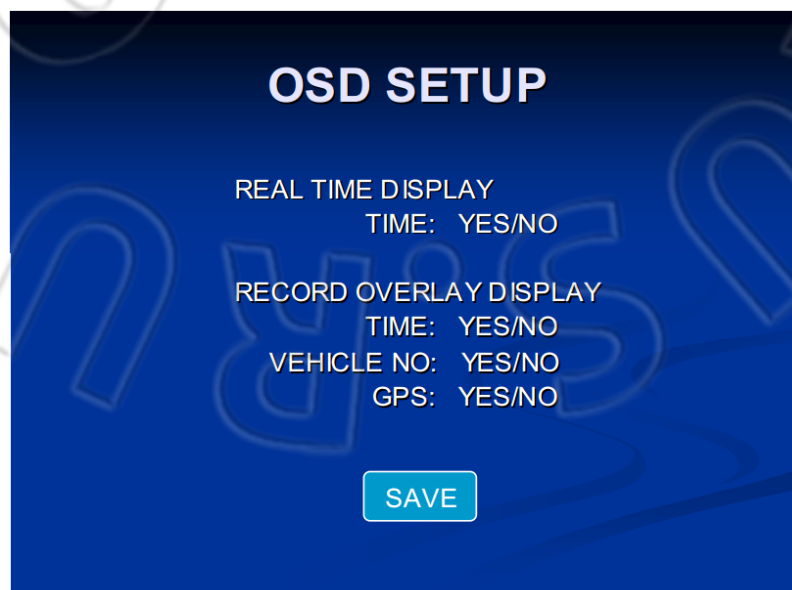 OSD SETUP
REAL TIME DISPLAY
TIME: YES/NO
RECORD OVERLAY DISPLAY
TIME: YES/NO
VEHICLE NO: YES/NO
GPS: YES/NO
SAVE